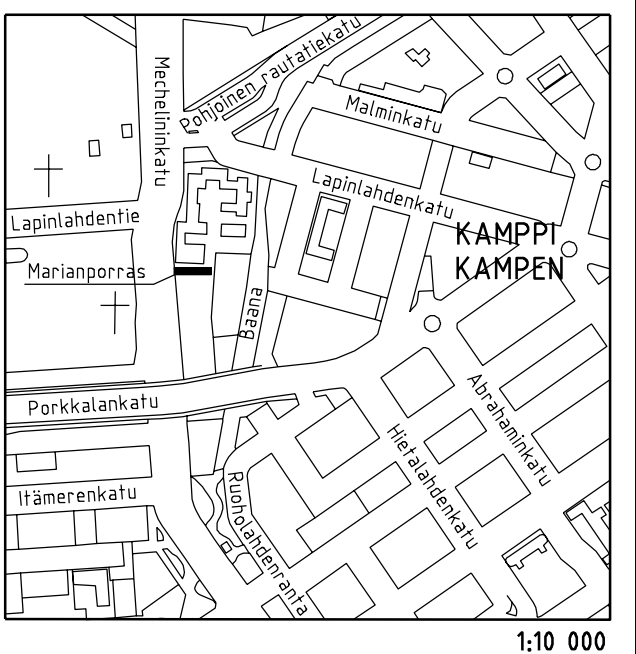 Pohjoinen rautatiekatu
Mechelininkatu
Malminkatu
Lapinlahdenkatu
Lapinlahdentie
KAMPPI
KAMPEN
Marianporras
Baana
Porkkalankatu
Abrahaminkatu
Hietalahdenkatu
Itämerenkatu
Ruoholahdenranta
1:10 000